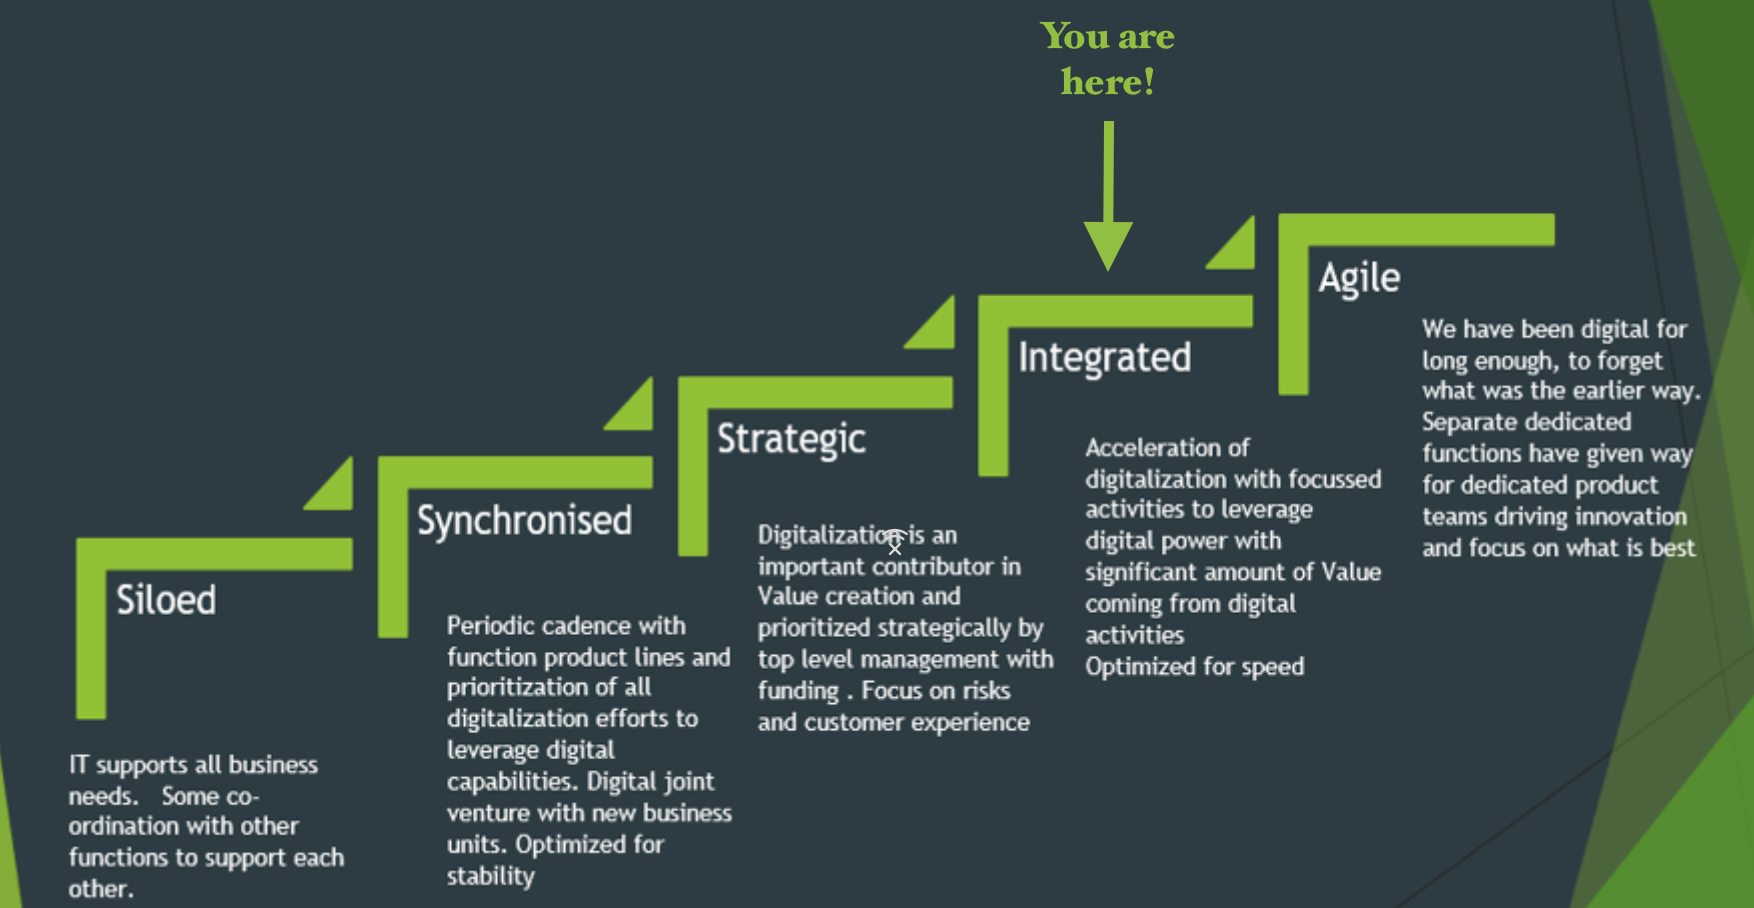 You are
here!
Agile
We have been digital for
long enough, to forget
what was the earlier way.
Separate dedicated
functions have given way
for dedicated product
teams driving innovation
and focus on what is best
Integrated
Acceleration of
digitalization with focussed
activities to leverage
digital power with
significant amount of Value
coming from digital
activities
Optimized for speed
Strategic
Digitalization is an
important contributor in
Value creation and
prioritized strategically by
top level management with
funding . Focus on risks
and customer experience
Synchronised
Periodic cadence with
function product lines and
prioritization of all
digitalization efforts to
leverage digital
capabilities. Digital joint
venture with new business
units. Optimized for
stability
Siloed
IT supports all business
needs.   Some co-
ordination with other
functions to support each
other.